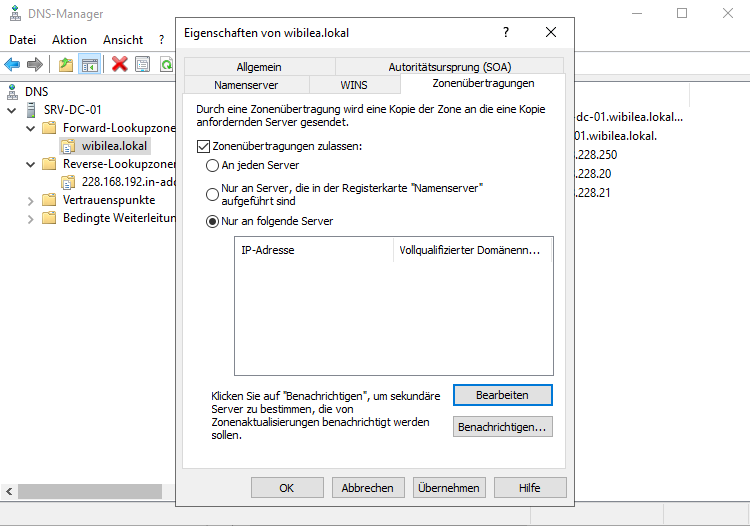 DNS-Manager
Datei Aktion Ansicht ?
DNS
SRV-DC-01
Forward-Lookupzone
wibilea.lokal
Reverse-Lookupzone
228.168.192.in-add
Vertrauenspunkte
Bedingte Weiterleitun
Eigenschaften von wibilea.lokal
?
Allgemein Autoritätsursprung (SOA)
Namenserver WINS Zonenübertragungen
Durch eine Zonenübertragung wird eine Kopie der Zone an die eine Kopie
anfordernden Server gesendet.
Zonenübertragungen zulassen:
An jeden Server
Nur an Server, die in der Registerkarte "Namenserver"
aufgeführt sind
Nur an folgende Server
IP-Adresse Vollqualifizierter Domänenn...
Klicken Sie auf "Benachrichtigen", um sekundäre
Server zu bestimmen, die von
Zonenaktualisierungen benachrichtigt werden
sollen.
Bearbeiten
Benachrichtigen...
OK Abbrechen Übernehmen Hilfe
-dc-01.wibilea.lokal...
01.wibilea.lokal.
.228.250
.228.20
.228.21